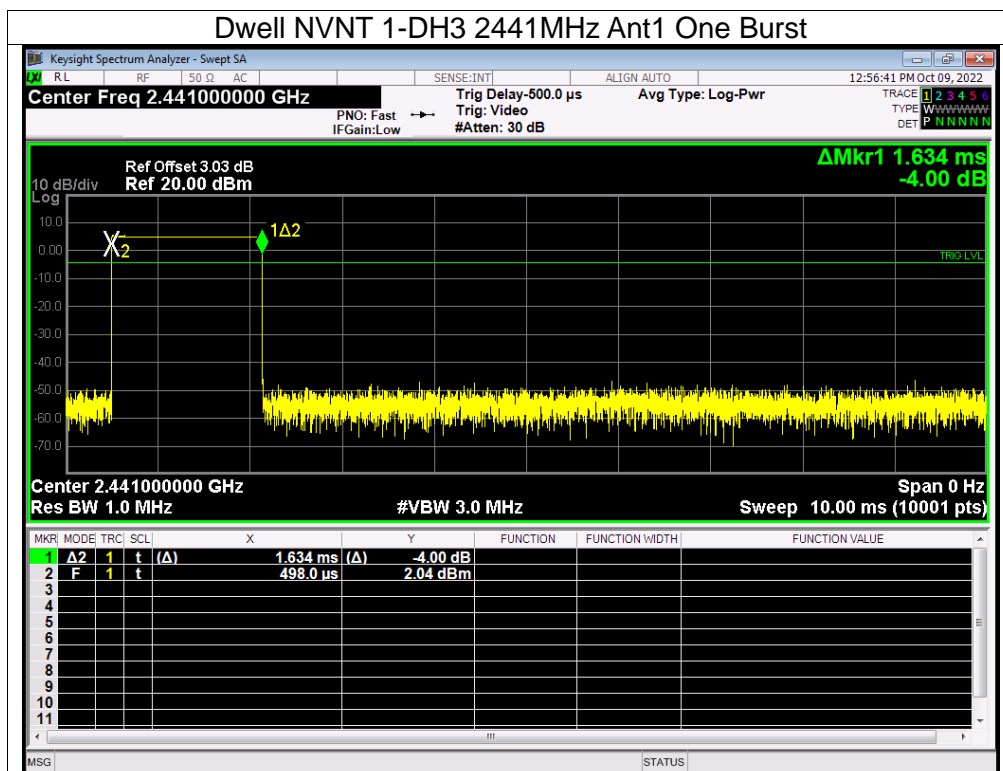 Dwell NVNT 1-DH3 2441MHz Ant1 One Burst
Keysight Spectrum Analyzer - Swept SA
LXI RL RF 50 Ω AC SENSE:INT ALIGN AUTO 12:56:41 PM Oct 09, 2022
Center Freq 2.441000000 GHz Trig Delay-500.0 µs Avg Type: Log-Pwr TRACE 1 2 3 4 5 6
PNO: Fast Trig: Video TYPE WWWWWW
IFGain:Low #Atten: 30 dB DET P N N N N N
ΔMkr1 1.634 ms
-4.00 dB
Ref Offset 3.03 dB
10 dB/div Ref 20.00 dBm
Log
10.0
1Δ2
X2
0.00
TRIG LVL
-10.0
-20.0
-30.0
-40.0
-50.0
-60.0
-70.0
Center 2.441000000 GHz Span 0 Hz
Res BW 1.0 MHz #VBW 3.0 MHz Sweep 10.00 ms (10001 pts)
MKR MODE TRC SCL X Y FUNCTION FUNCTION WIDTH FUNCTION VALUE
1 Δ2 1 t (Δ) 1.634 ms (Δ) -4.00 dB
2 F 1 t 498.0 µs 2.04 dBm
3
4
5
6
7
8
9
10
11
MSG STATUS